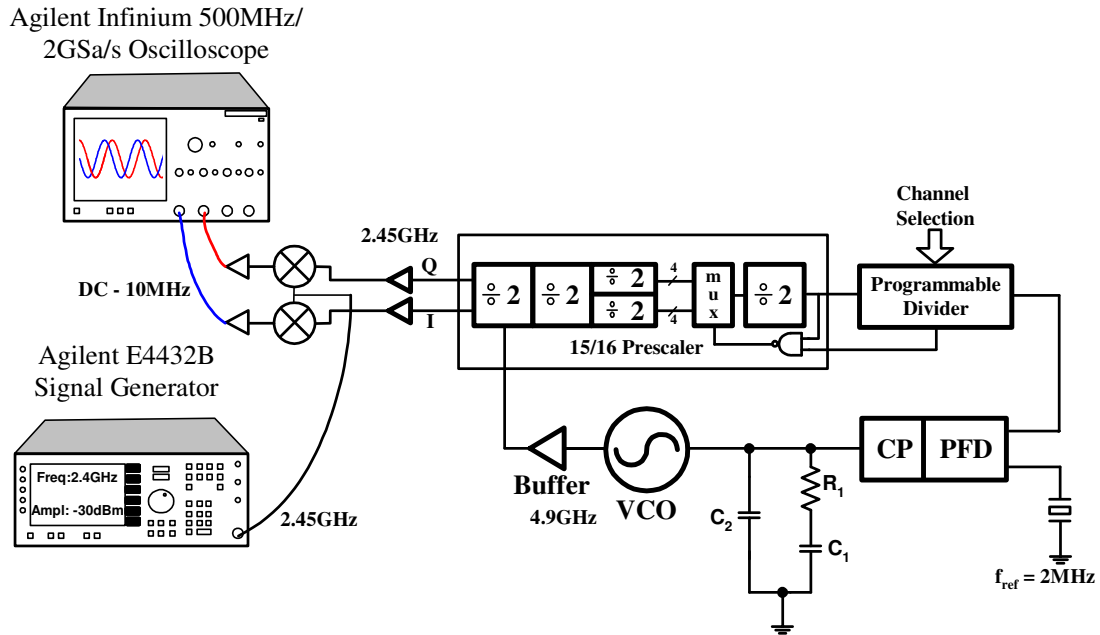 Agilent Infinium 500MHz/
2GSa/s Oscilloscope
Channel
Selection
2.45GHz
Q
DC - 10MHz
I
÷ 2
÷ 2
÷ 2
÷ 2
4
4
mux
÷ 2
Programmable
Divider
15/16 Prescaler
Agilent E4432B
Signal Generator
Freq:2.4GHz
Ampl: -30dBm
2.45GHz
Buffer
4.9GHz
VCO
CP
PFD
R1
C2
C1
fref = 2MHz